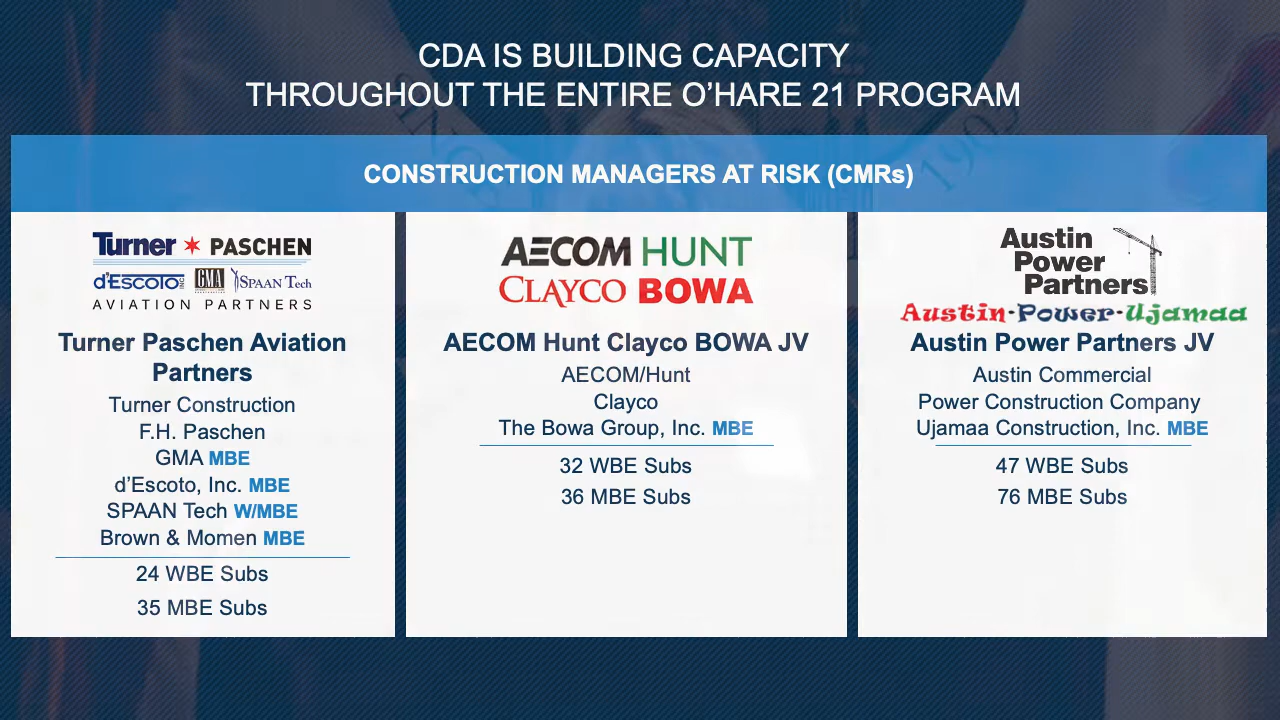 CDA IS BUILDING CAPACITY
THROUGHOUT THE ENTIRE O'HARE 21 PROGRAM
CONSTRUCTION MANAGERS AT RISK (CMRs)
Turner PASCHEN
d'Escoto INC. GMA SPAAN Tech
AVIATION PARTNERS
Turner Paschen Aviation
Partners
Turner Construction
F.H. Paschen
GMA MBE
d'Escoto, Inc. MBE
SPAAN Tech W/MBE
Brown & Momen MBE
24 WBE Subs
35 MBE Subs
AECOM HUNT
CLAYCO BOWA
AECOM Hunt Clayco BOWA JV
AECOM/Hunt
Clayco
The Bowa Group, Inc. MBE
32 WBE Subs
36 MBE Subs
Austin
Power
Partners
Austin-Power-Ujamaa
Austin Power Partners JV
Austin Commercial
Power Construction Company
Ujamaa Construction, Inc. MBE
47 WBE Subs
76 MBE Subs